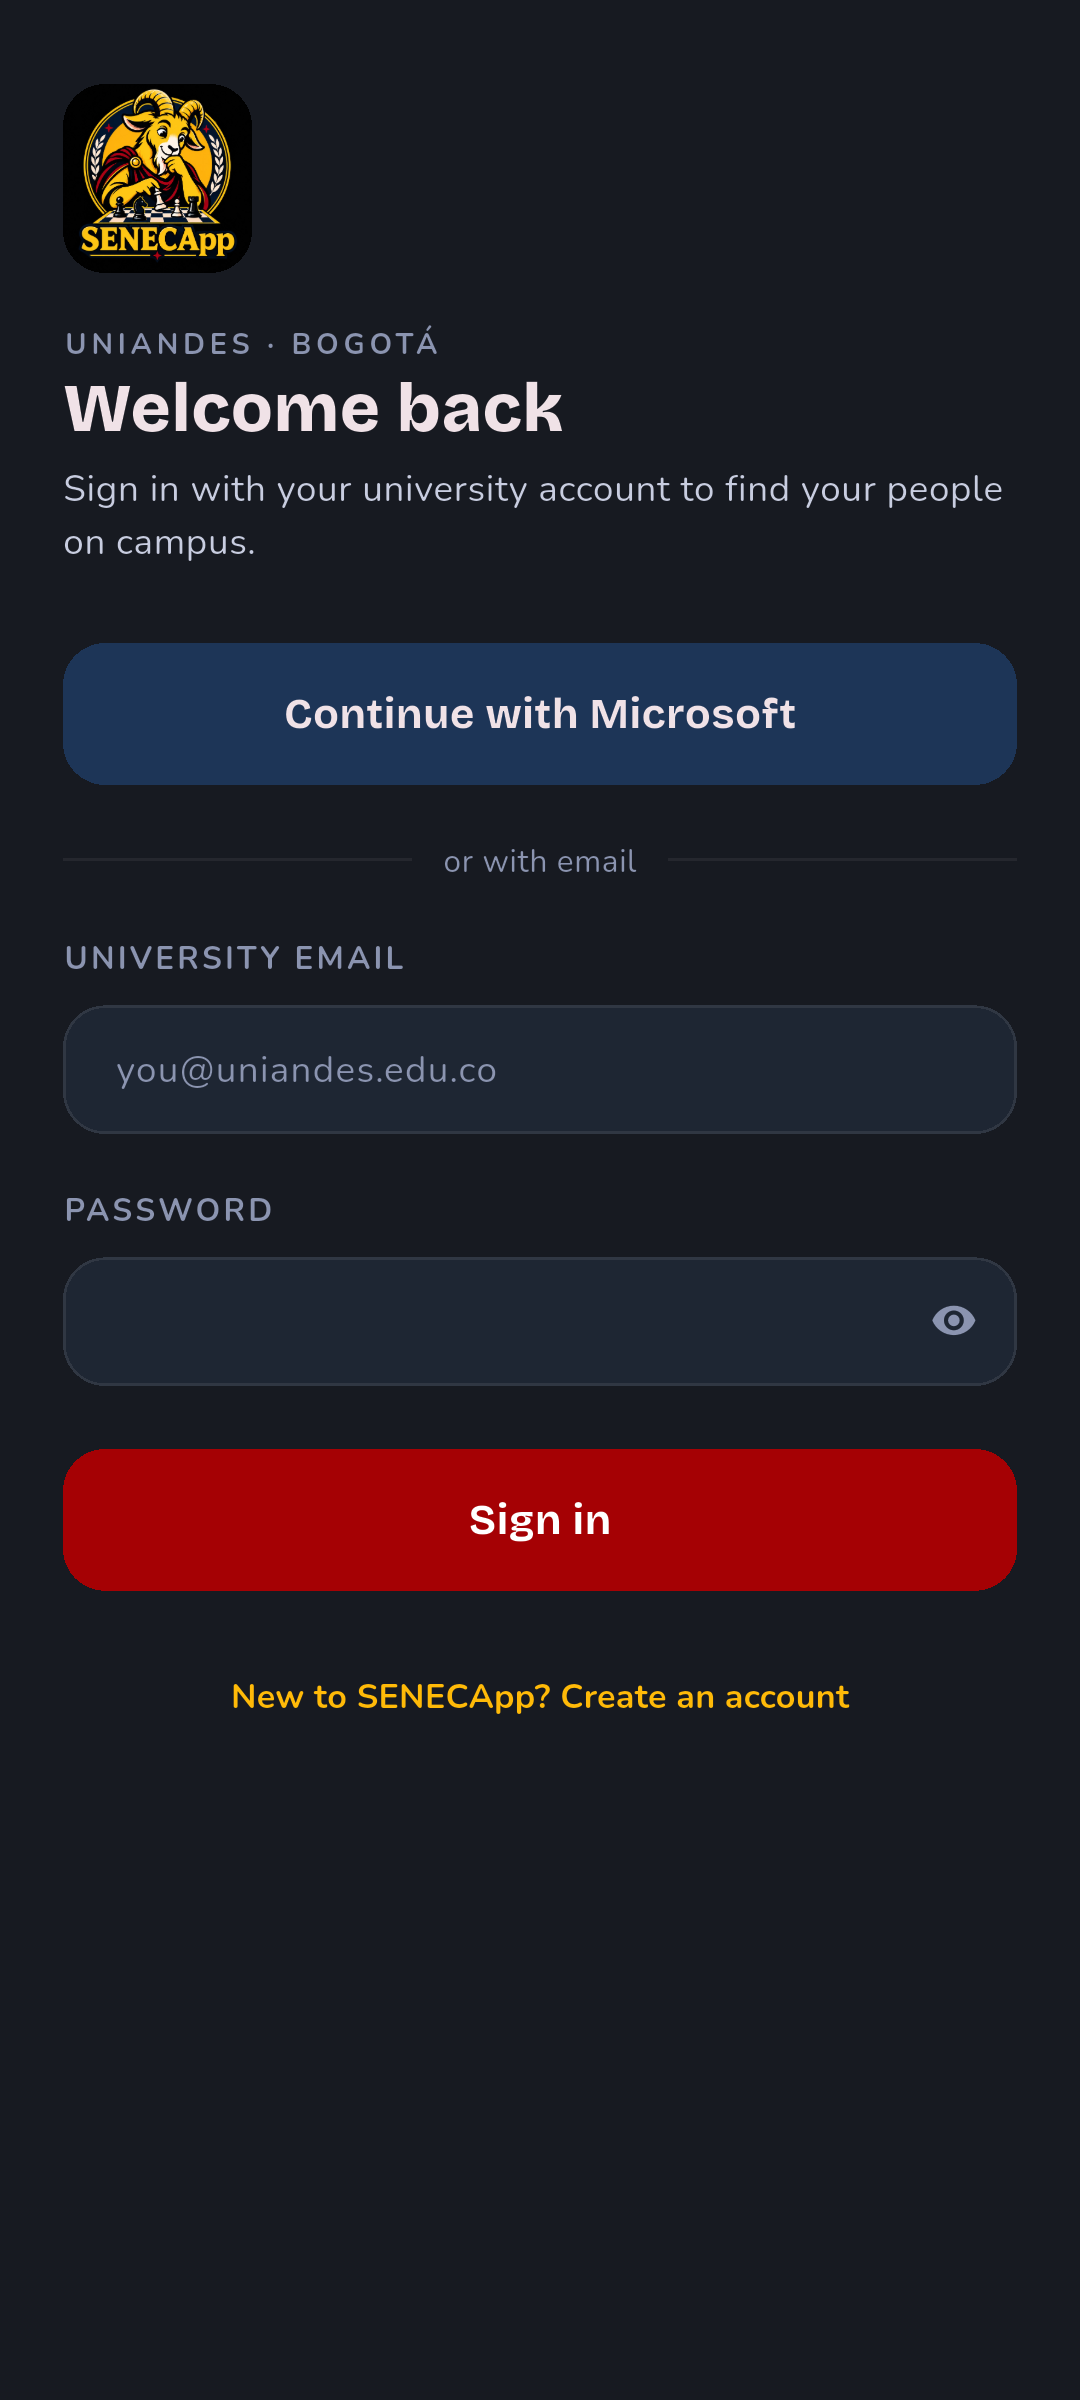 SENECApp
UNIANDES · BOGOTÁ
Welcome back
Sign in with your university account to find your people
on campus.
Continue with Microsoft
or with email
UNIVERSITY EMAIL
you@uniandes.edu.co
PASSWORD
Sign in
New to SENECApp? Create an account